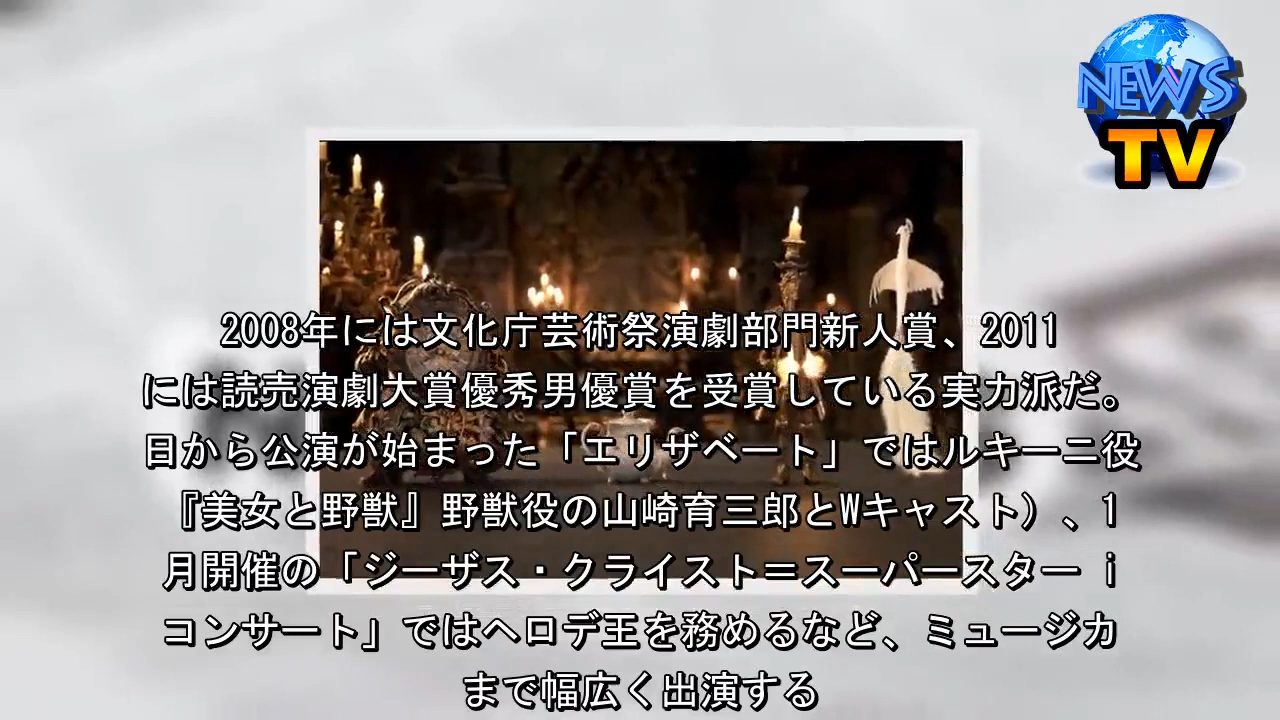 NEWS
TV
2008年には文化庁芸術祭演劇部門新人賞、2011
には読売演劇大賞優秀男優賞を受賞している実力派だ。
日から公演が始まった「エリザベート」ではルキーニ役
『美女と野獣』野獣役の山崎育三郎とWキャスト）、1
月開催の「ジーザス・クライスト＝スーパースター i
コンサート」ではヘロデ王を務めるなど、ミュージカ
まで幅広く出演する